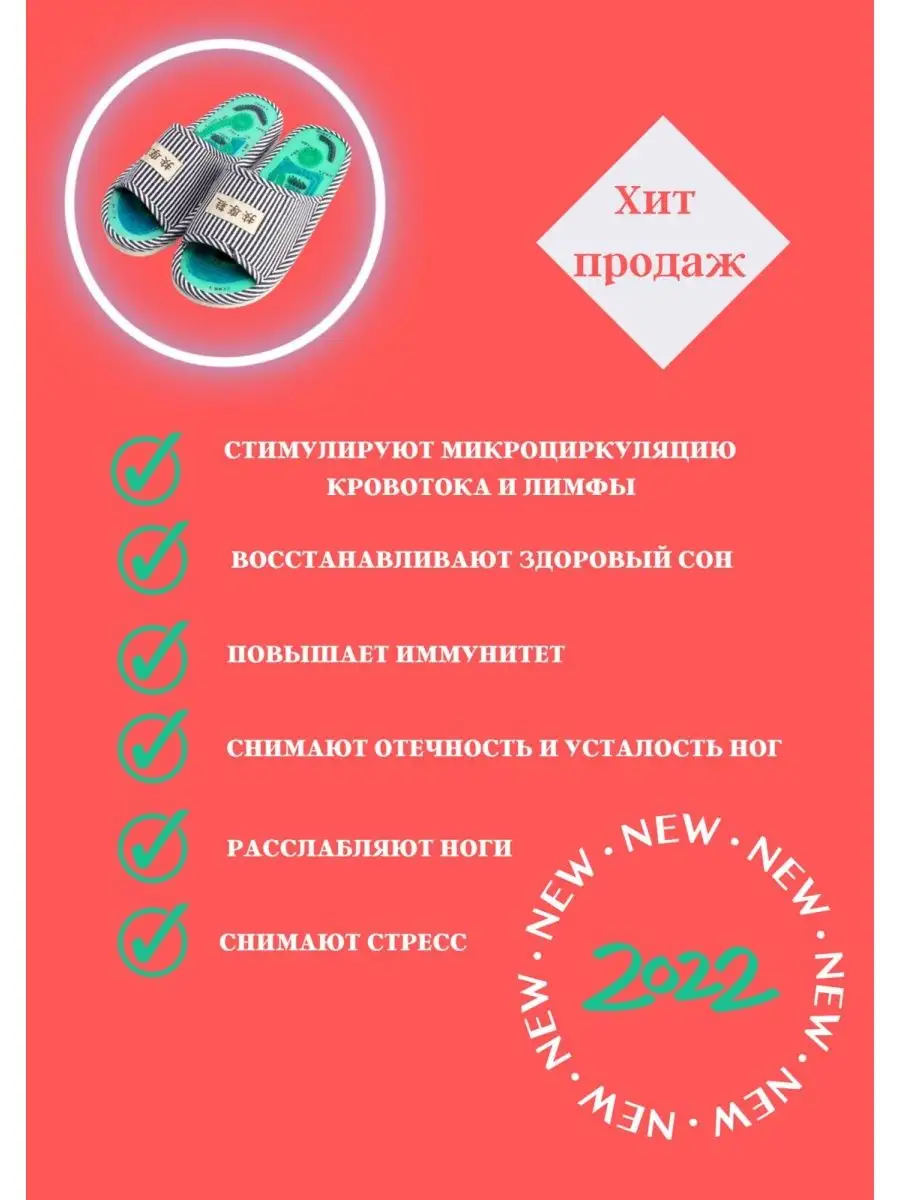 Хит
продаж
СТИМУЛИРУЮТ МИКРОЦИРКУЛЯЦИЮ
КРОВОТОКА И ЛИМФЫ
ВОССТАНАВЛИВАЮТ ЗДОРОВЫЙ СОН
ПОВЫШАЕТ ИММУНИТЕТ
СНИМАЮТ ОТЕЧНОСТЬ И УСТАЛОСТЬ НОГ
РАССЛАБЛЯЮТ НОГИ
СНИМАЮТ СТРЕСС
NEW • NEW • NEW • NEW • NEW • NEW • NEW • NEW •
2022